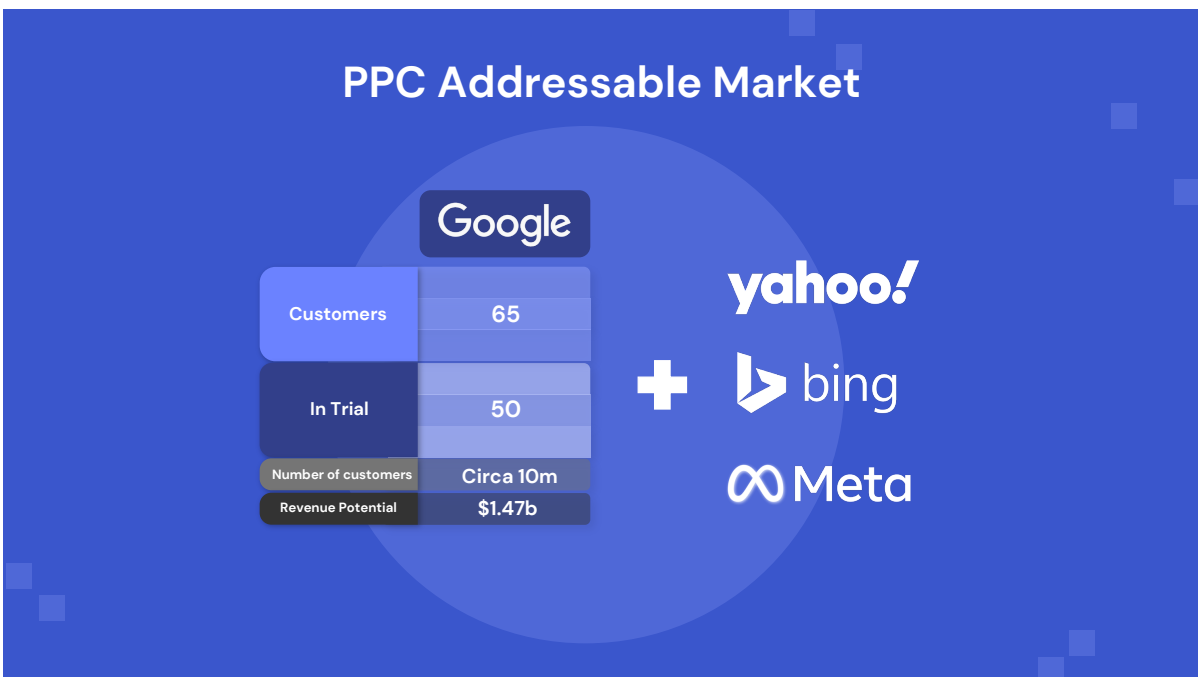 PPC Addressable Market
Google
Customers
65
In Trial
50
Number of customers
Circa 10m
Revenue Potential
$1.47b
yahoo!
bing
Meta